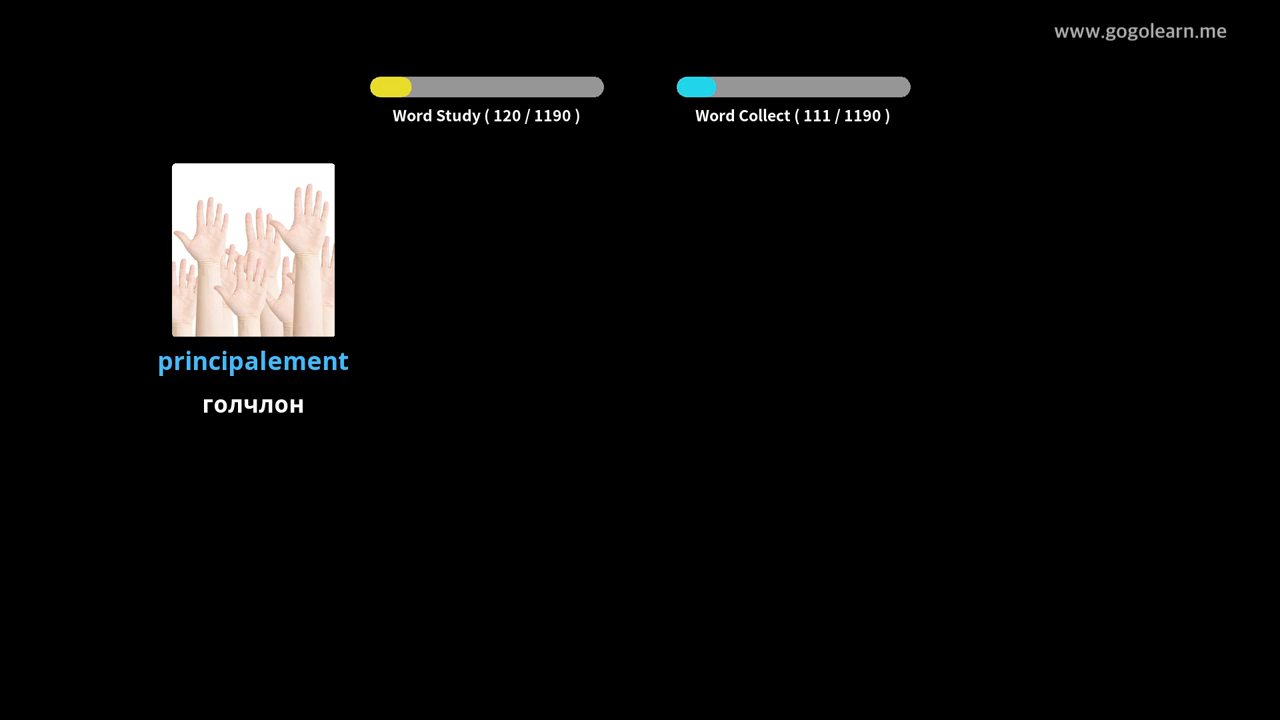 www.gogolearn.me
Word Study ( 120 / 1190 )
Word Collect ( 111 / 1190 )
principalement
голчлон